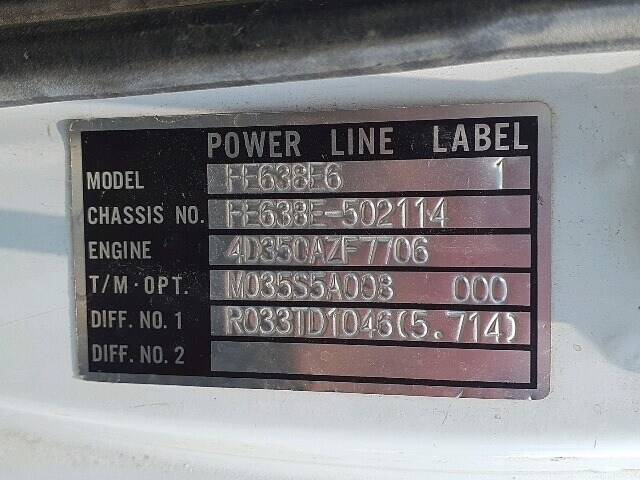 POWER LINE LABEL
MODEL FE638E6 1
CHASSIS NO. FE638E-502114
ENGINE 4D350AZF7706
T/M·OPT. M035S5A008 000
DIFF. NO. 1 R033TD1046(5.714)
DIFF. NO. 2